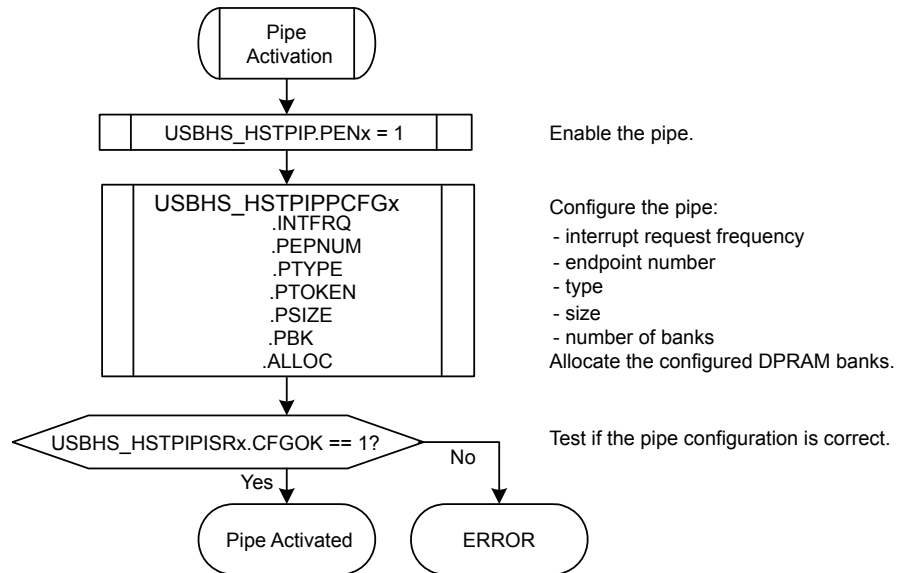 Pipe
Activation
USBHS_HSTPIP.PENx = 1
Enable the pipe.
USBHS_HSTPIPPCFGx
.INTFRQ
.PEPNUM
.PTYPE
.PTOKEN
.PSIZE
.PBK
.ALLOC
Configure the pipe:
- interrupt request frequency
- endpoint number
- type
- size
- number of banks
Allocate the configured DPRAM banks.
USBHS_HSTPIPISRx.CFGOK == 1?
Test if the pipe configuration is correct.
No
Yes
Pipe Activated
ERROR